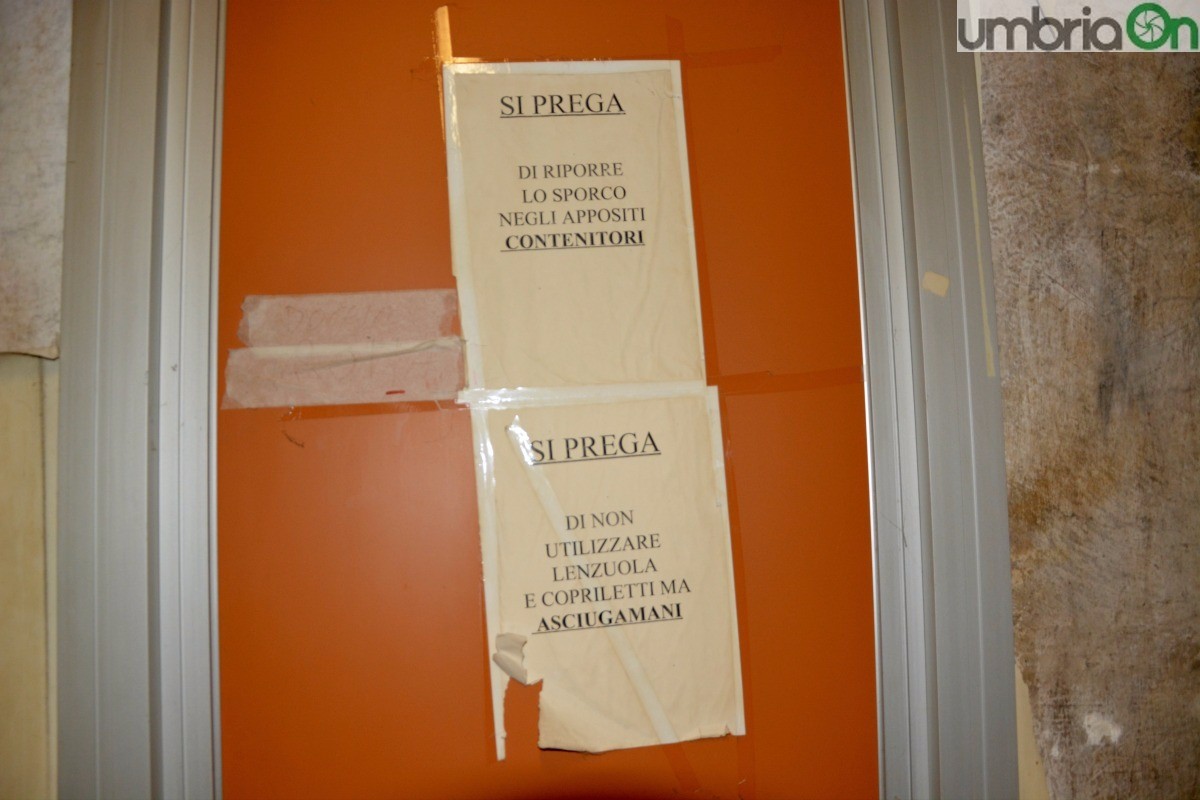 umbriaOn
SI PREGA
DI RIPORRE
LO SPORCO
NEGLI APPOSITI
CONTENITORI
SI PREGA
DI NON
UTILIZZARE
LENZUOLA
E COPRILETTI MA
ASCIUGAMANI